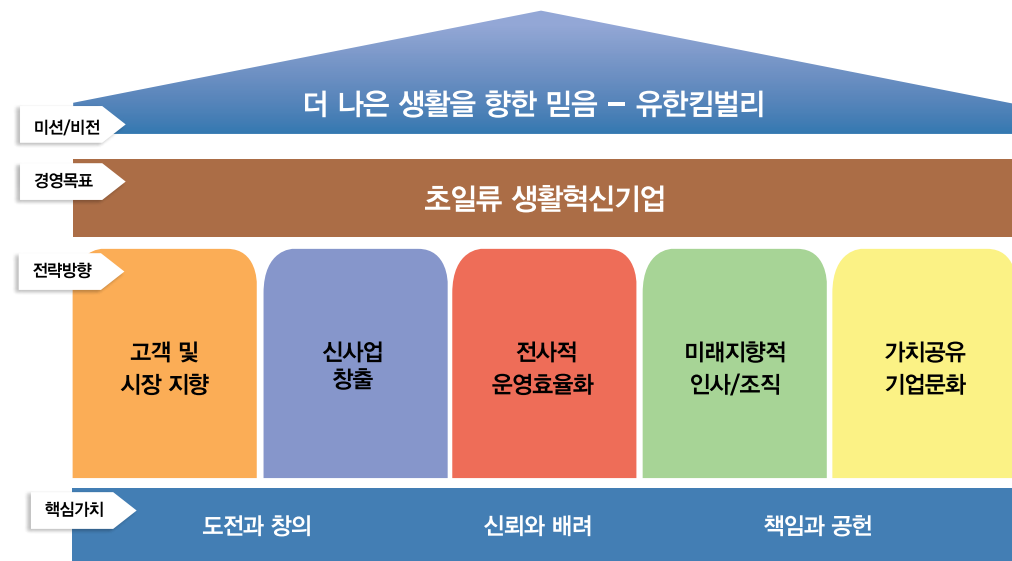 더 나은 생활을 향한 믿음 – 유한킴벌리
미션/비전
경영목표
초일류 생활혁신기업
전략방향
고객 및
시장 지향
신사업
창출
전사적
운영효율화
미래지향적
인사/조직
가치공유
기업문화
핵심가치
도전과 창의
신뢰와 배려
책임과 공헌